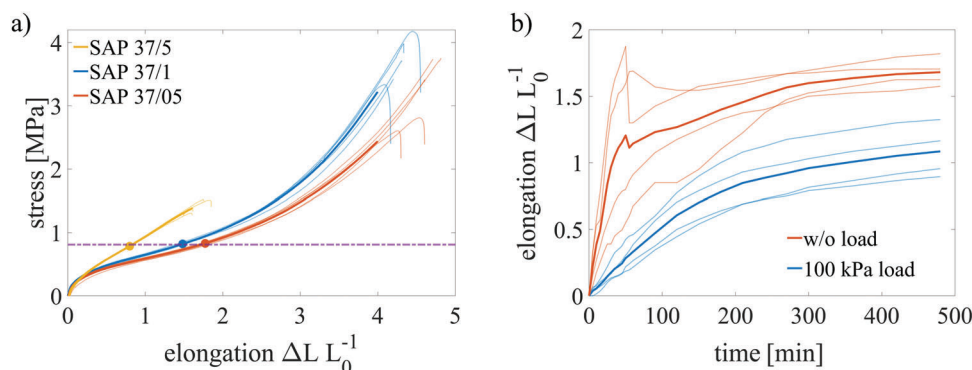 a)
SAP 37/5
SAP 37/1
SAP 37/05
stress [MPa]
4
3
2
1
0
0 1 2 3 4 5
elongation ΔL L₀⁻¹
b)
elongation ΔL L₀⁻¹
2
1.5
1
0.5
0
w/o load
100 kPa load
0 100 200 300 400 500
time [min]